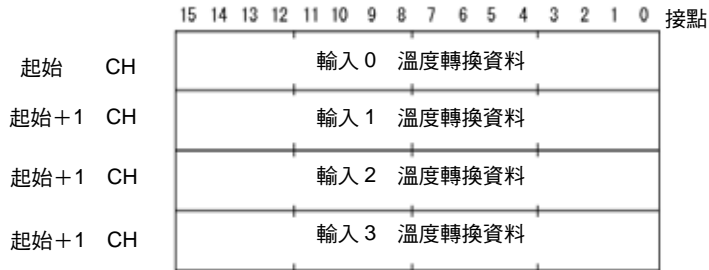 15 14 13 12 11 10 9 8 7 6 5 4 3 2 1 0 接點
起始 CH 輸入 0 溫度轉換資料
起始＋1 CH 輸入 1 溫度轉換資料
起始＋1 CH 輸入 2 溫度轉換資料
起始＋1 CH 輸入 3 溫度轉換資料